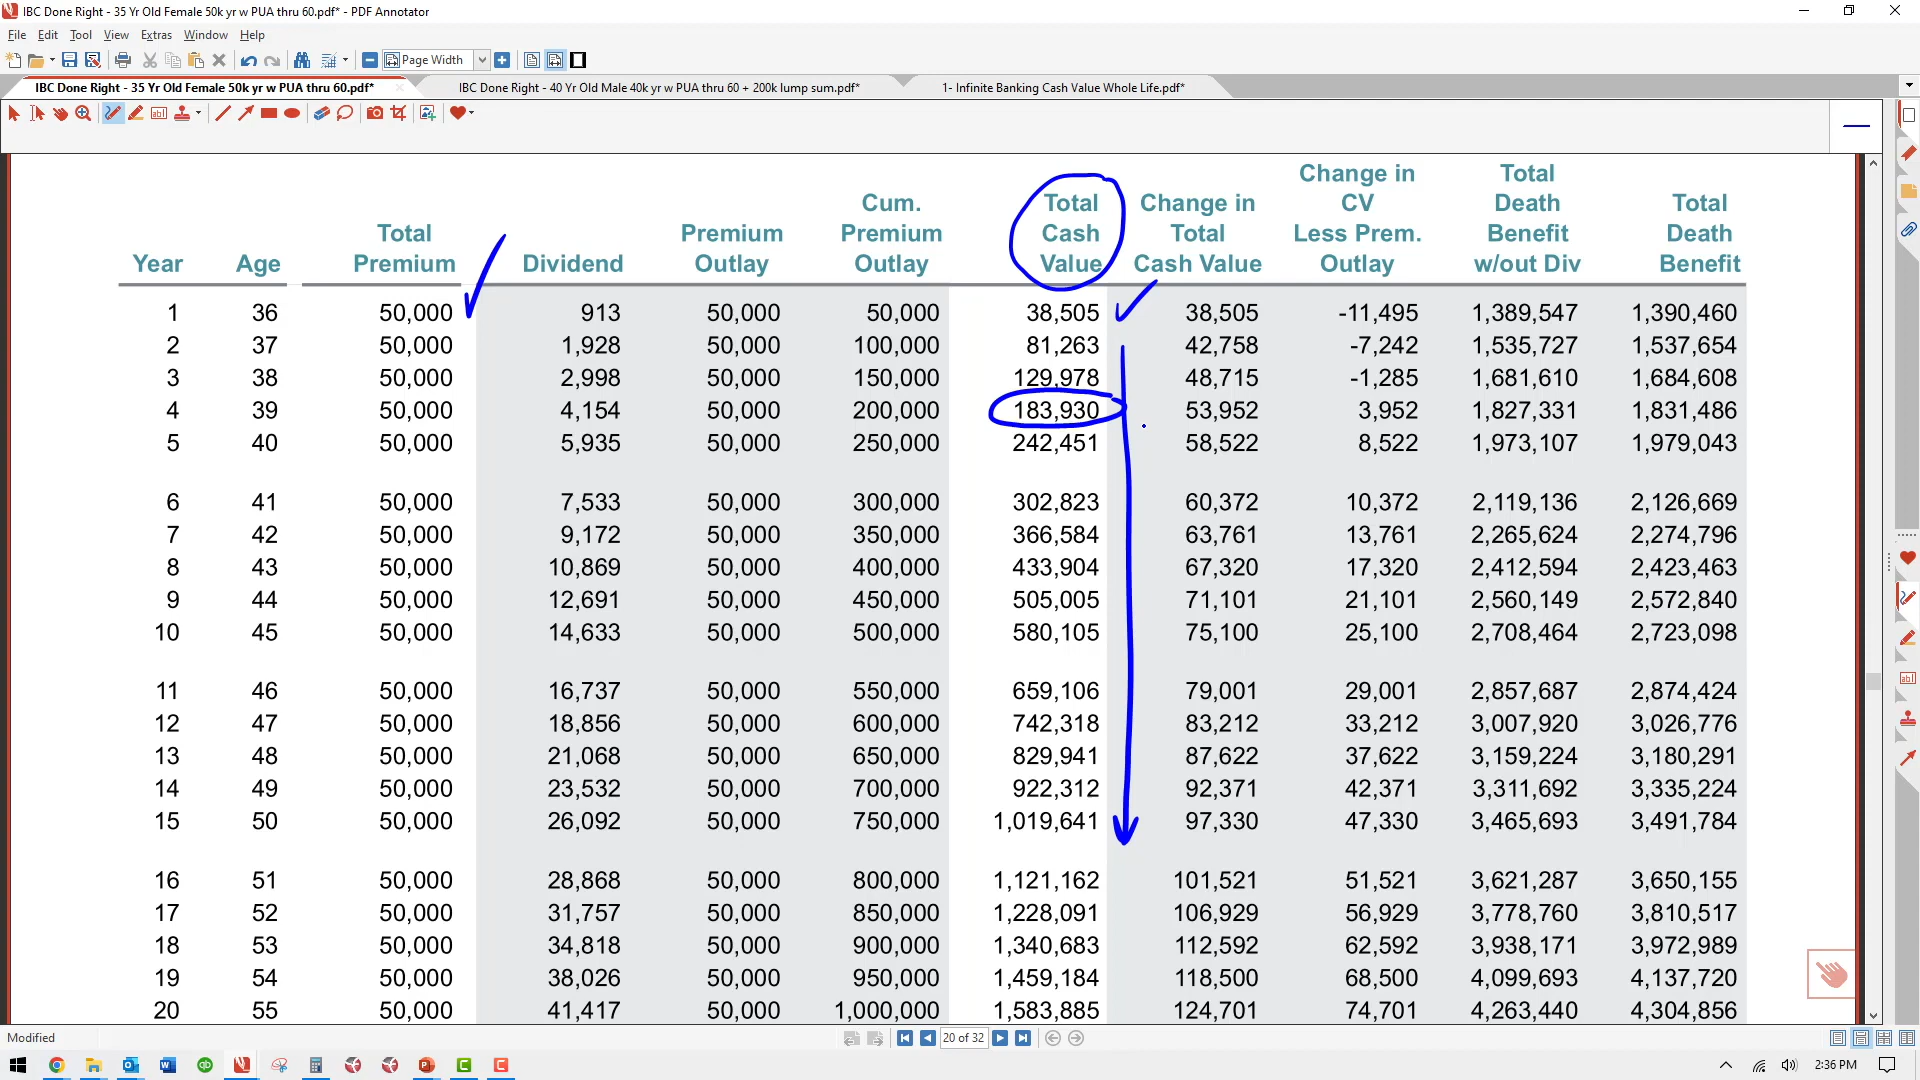 IBC Done Right - 35 Yr Old Female 50k yr w PUA thru 60.pdf* - PDF Annotator
File Edit Tool View Extras Window Help
Page Width
IBC Done Right - 35 Yr Old Female 50k yr w PUA thru 60.pdf* IBC Done Right - 40 Yr Old Male 40k yr w PUA thru 60 + 200k lump sum.pdf* 1- Infinite Banking Cash Value Whole Life.pdf*
Year Age Total Premium Dividend Premium Outlay Cum. Premium Outlay Total Cash Value Change in Total Cash Value Change in CV Less Prem. Outlay Total Death Benefit w/out Div Total Death Benefit
1 36 50,000 913 50,000 50,000 38,505 38,505 -11,495 1,389,547 1,390,460
2 37 50,000 1,928 50,000 100,000 81,263 42,758 -7,242 1,535,727 1,537,654
3 38 50,000 2,998 50,000 150,000 129,978 48,715 -1,285 1,681,610 1,684,608
4 39 50,000 4,154 50,000 200,000 183,930 53,952 3,952 1,827,331 1,831,486
5 40 50,000 5,935 50,000 250,000 242,451 58,522 8,522 1,973,107 1,979,043
6 41 50,000 7,533 50,000 300,000 302,823 60,372 10,372 2,119,136 2,126,669
7 42 50,000 9,172 50,000 350,000 366,584 63,761 13,761 2,265,624 2,274,796
8 43 50,000 10,869 50,000 400,000 433,904 67,320 17,320 2,412,594 2,423,463
9 44 50,000 12,691 50,000 450,000 505,005 71,101 21,101 2,560,149 2,572,840
10 45 50,000 14,633 50,000 500,000 580,105 75,100 25,100 2,708,464 2,723,098
11 46 50,000 16,737 50,000 550,000 659,106 79,001 29,001 2,857,687 2,874,424
12 47 50,000 18,856 50,000 600,000 742,318 83,212 33,212 3,007,920 3,026,776
13 48 50,000 21,068 50,000 650,000 829,941 87,622 37,622 3,159,224 3,180,291
14 49 50,000 23,532 50,000 700,000 922,312 92,371 42,371 3,311,692 3,335,224
15 50 50,000 26,092 50,000 750,000 1,019,641 97,330 47,330 3,465,693 3,491,784
16 51 50,000 28,868 50,000 800,000 1,121,162 101,521 51,521 3,621,287 3,650,155
17 52 50,000 31,757 50,000 850,000 1,228,091 106,929 56,929 3,778,760 3,810,517
18 53 50,000 34,818 50,000 900,000 1,340,683 112,592 62,592 3,938,171 3,972,989
19 54 50,000 38,026 50,000 950,000 1,459,184 118,500 68,500 4,099,693 4,137,720
20 55 50,000 41,417 50,000 1,000,000 1,583,885 124,701 74,701 4,263,440 4,304,856
Modified 20 of 32
2:36 PM